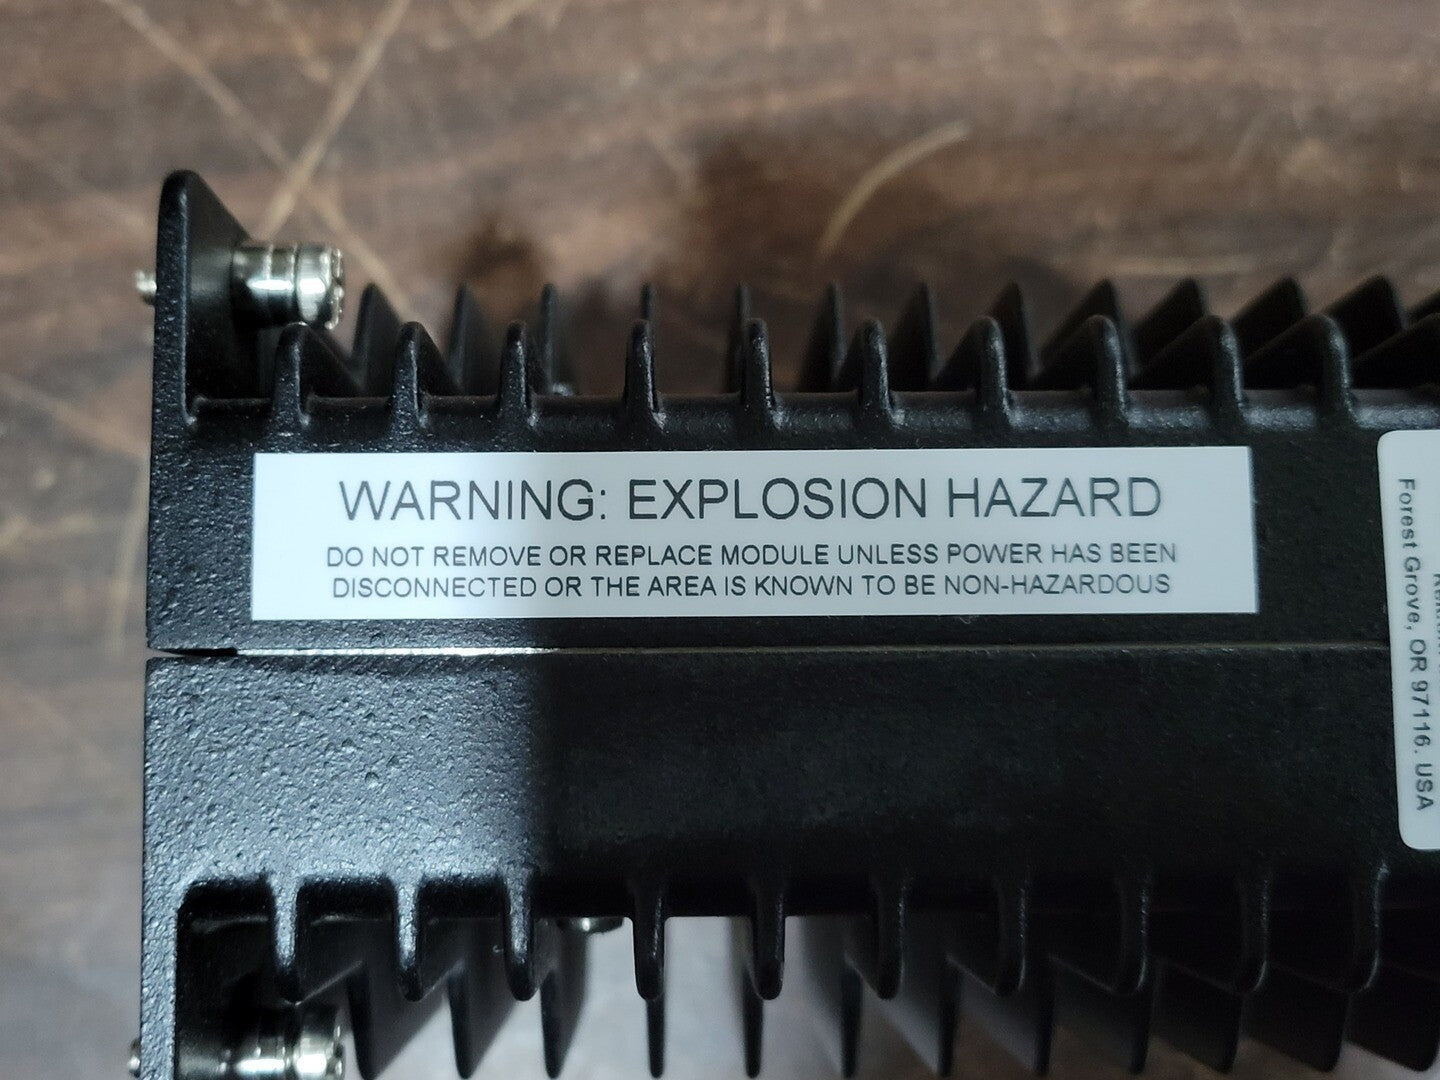 WARNING: EXPLOSION HAZARD
DO NOT REMOVE OR REPLACE MODULE UNLESS POWER HAS BEEN
DISCONNECTED OR THE AREA IS KNOWN TO BE NON-HAZARDOUS
Forest Grove, OR 97116. USA